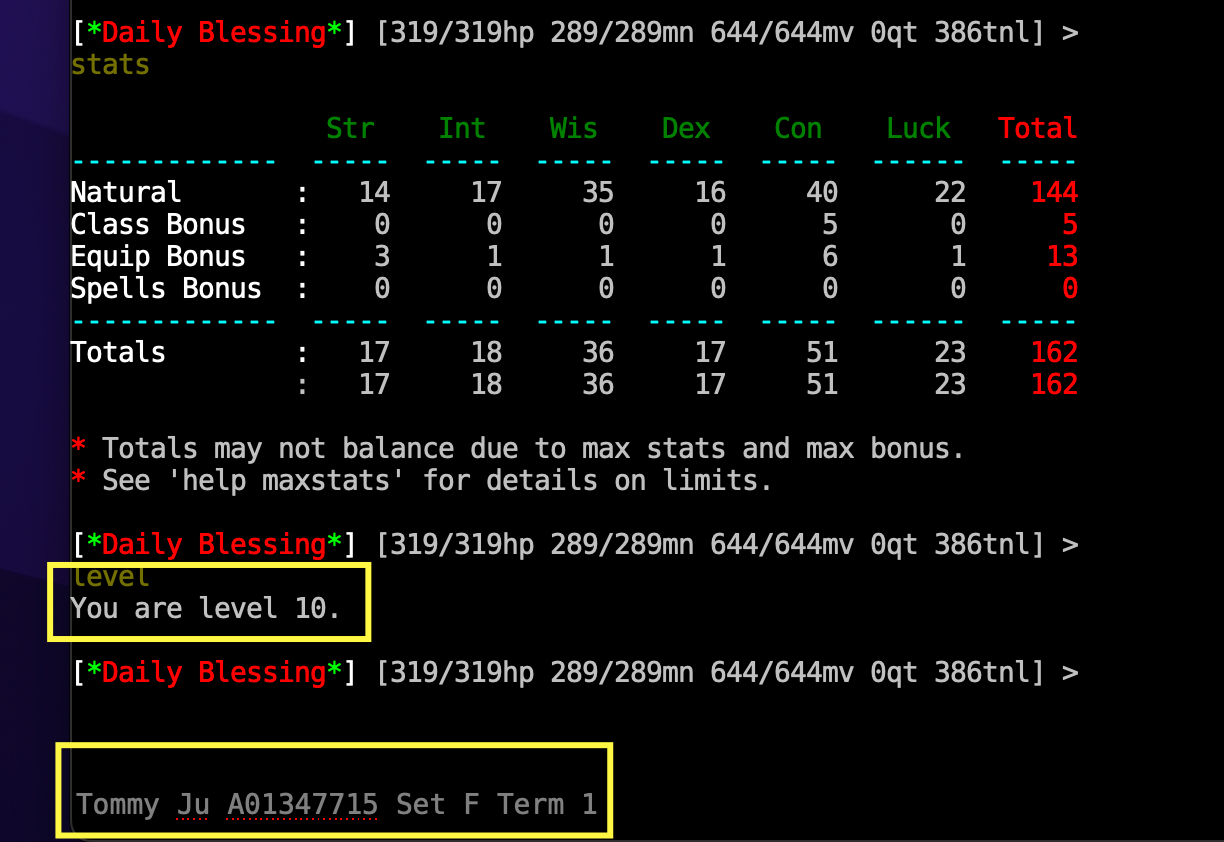 [*Daily Blessing*] [319/319hp 289/289mn 644/644mv 0qt 386tnl] >
stats
Str Int Wis Dex Con Luck Total
------------- ----- ----- ----- ----- ----- ------ -----
Natural : 14 17 35 16 40 22 144
Class Bonus : 0 0 0 0 5 0 5
Equip Bonus : 3 1 1 1 6 1 13
Spells Bonus : 0 0 0 0 0 0 0
------------- ----- ----- ----- ----- ----- ------ -----
Totals : 17 18 36 17 51 23 162
: 17 18 36 17 51 23 162
* Totals may not balance due to max stats and max bonus.
* See 'help maxstats' for details on limits.
[*Daily Blessing*] [319/319hp 289/289mn 644/644mv 0qt 386tnl] >
level
You are level 10.
[*Daily Blessing*] [319/319hp 289/289mn 644/644mv 0qt 386tnl] >
Tommy Ju A01347715 Set F Term 1